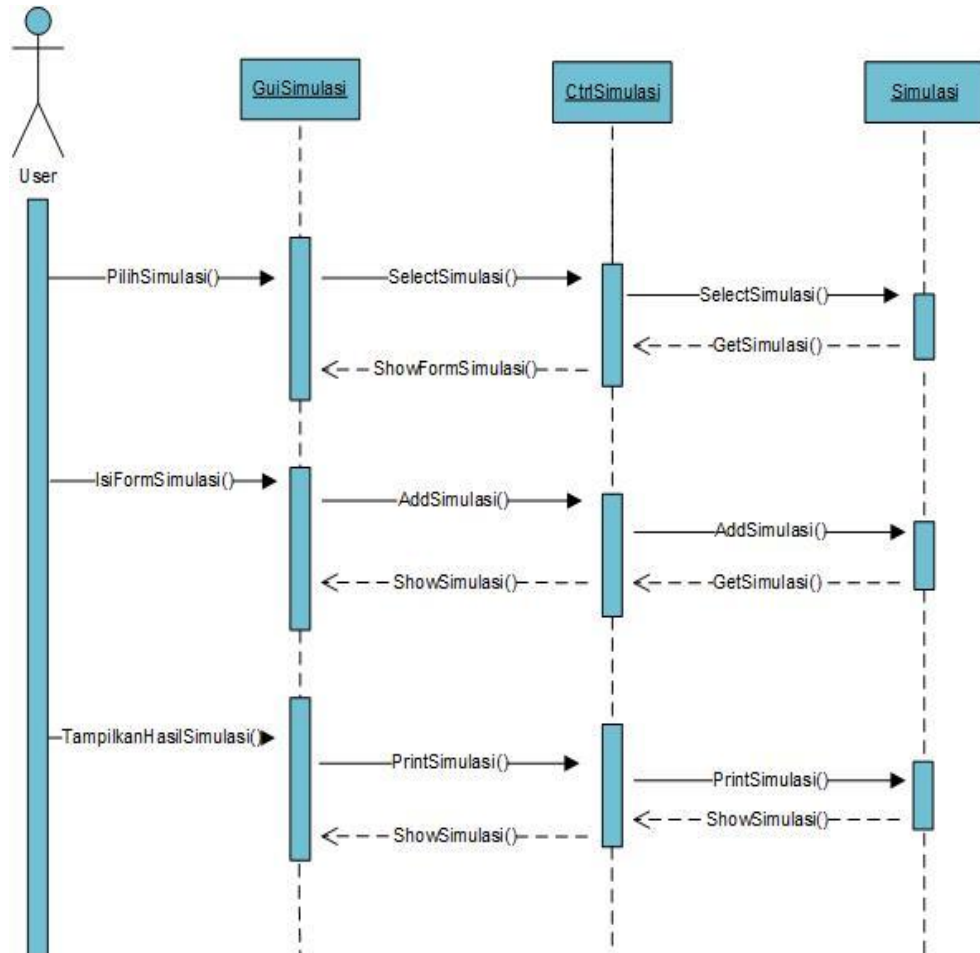 GuiSimulasi
CtrlSimulasi
Simulasi
User
PilihSimulasi()
SelectSimulasi()
SelectSimulasi()
GetSimulasi()
ShowFormSimulasi()
IsiFormSimulasi()
AddSimulasi()
AddSimulasi()
ShowSimulasi()
GetSimulasi()
TampilkanHasilSimulasi()
PrintSimulasi()
PrintSimulasi()
ShowSimulasi()
ShowSimulasi()